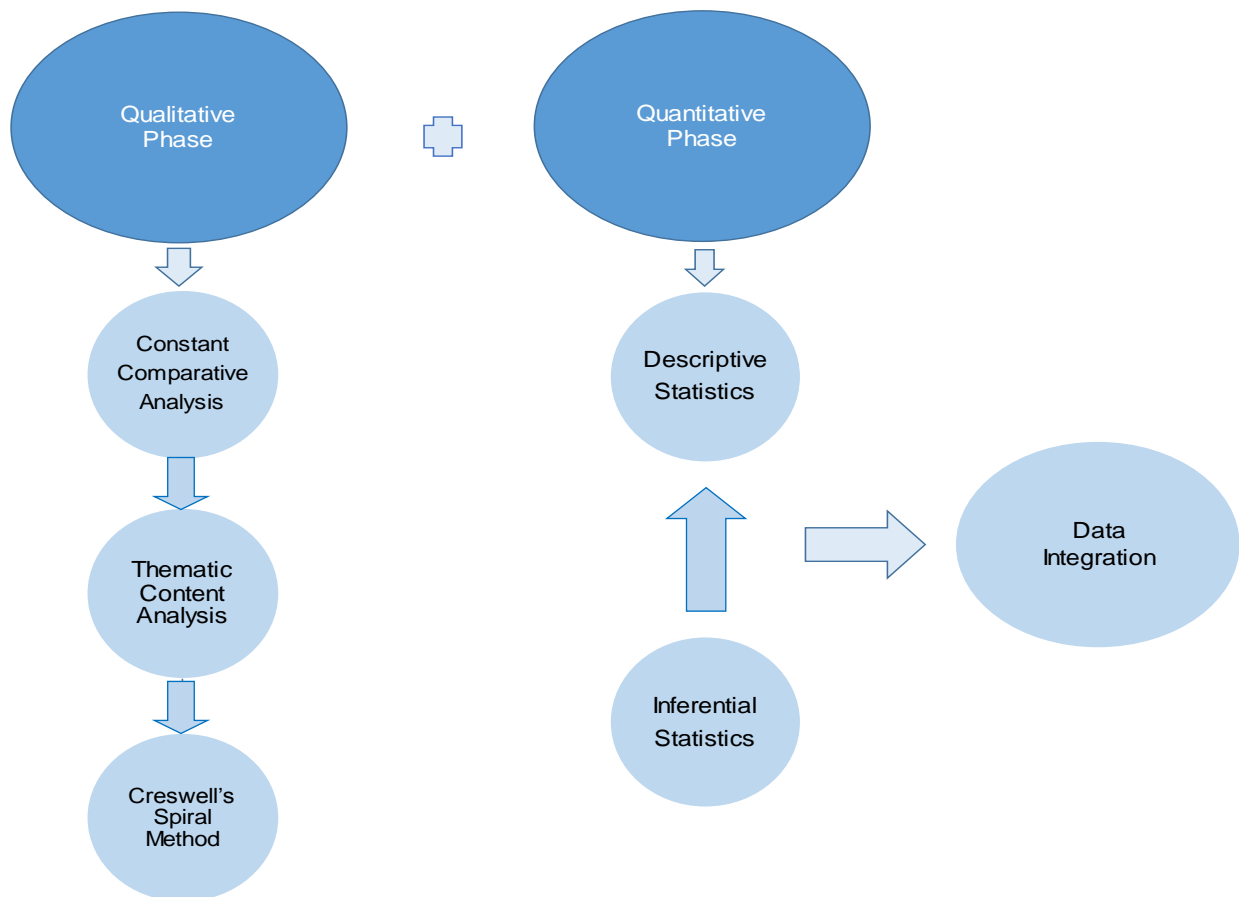 Qualitative
Phase
Quantitative
Phase
Constant
Comparative
Analysis
Descriptive
Statistics
Thematic
Content
Analysis
Data
Integration
Inferential
Statistics
Creswell’s
Spiral
Method